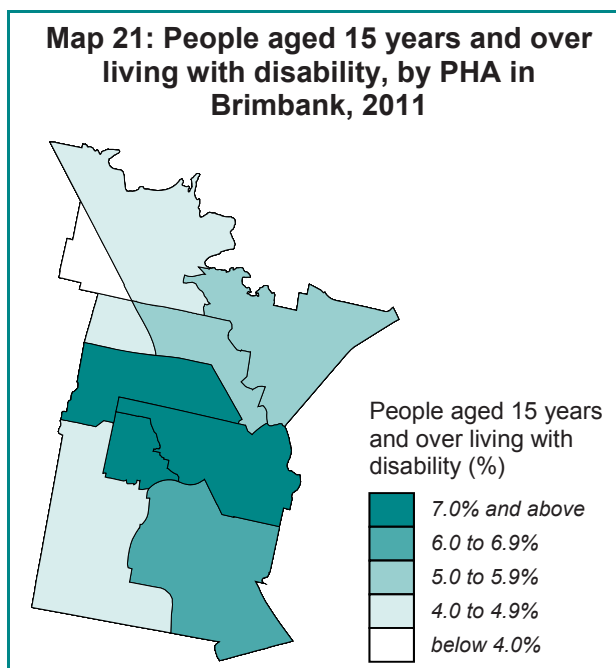 Map 21: People aged 15 years and over
living with disability, by PHA in
Brimbank, 2011
People aged 15 years
and over living with
disability (%)
7.0% and above
6.0 to 6.9%
5.0 to 5.9%
4.0 to 4.9%
below 4.0%